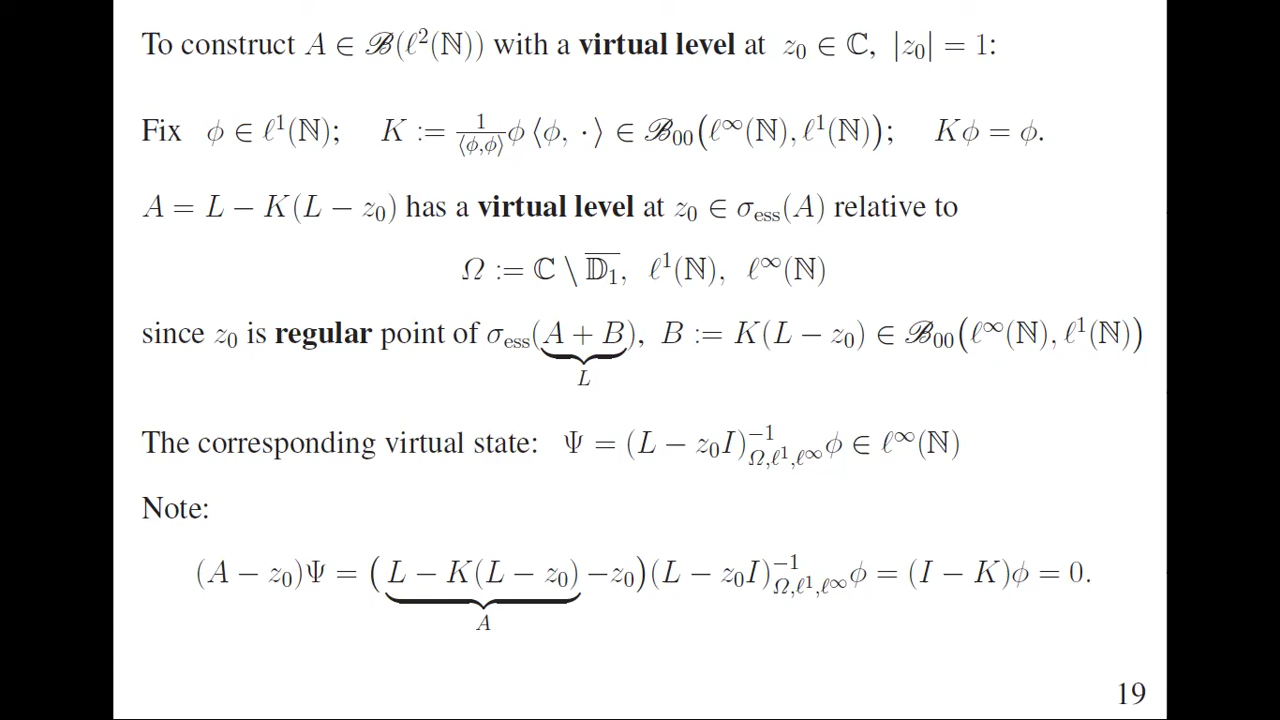 To construct A ∈ ℬ(ℓ²(ℕ)) with a virtual level at z₀ ∈ ℂ, |z₀| = 1:
Fix ϕ ∈ ℓ¹(ℕ); K := 1/⟨ϕ,ϕ⟩ ϕ ⟨ϕ, · ⟩ ∈ ℬ₀₀(ℓ^∞(ℕ), ℓ¹(ℕ)); Kϕ = ϕ.
A = L − K(L − z₀) has a virtual level at z₀ ∈ σ_ess(A) relative to
Ω := ℂ \ \overline{𝔻₁}, ℓ¹(ℕ), ℓ^∞(ℕ)
since z₀ is regular point of σ_ess(A + B), B := K(L − z₀) ∈ ℬ₀₀(ℓ^∞(ℕ), ℓ¹(ℕ))
L
The corresponding virtual state: Ψ = (L − z₀I)^{−1}_{Ω,ℓ¹,ℓ^∞} ϕ ∈ ℓ^∞(ℕ)
Note:
(A − z₀)Ψ = (L − K(L − z₀) − z₀)(L − z₀I)^{−1}_{Ω,ℓ¹,ℓ^∞} ϕ = (I − K)ϕ = 0.
A
19